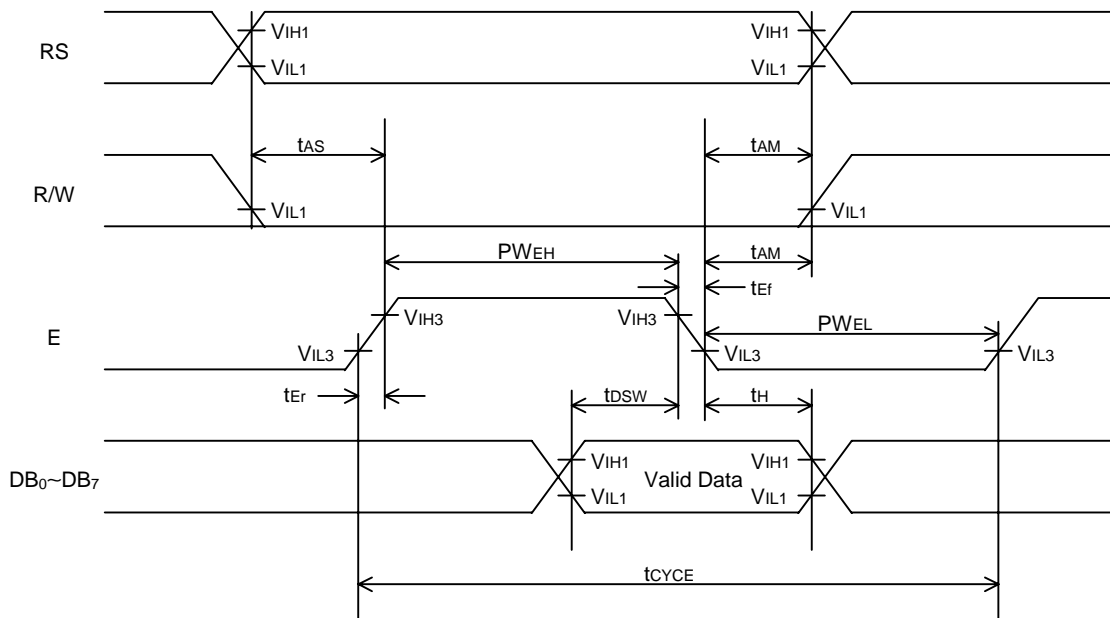 RS
VIH1
VIL1
VIH1
VIL1
tAS
tAM
R/W
VIL1
VIL1
PWEH
tAM
tEf
E
VIH3
VIH3
PWEL
VIL3
VIL3
VIL3
tEr
tDSW
tH
DB0~DB7
VIH1
VIL1
Valid Data
VIH1
VIL1
tCYCE